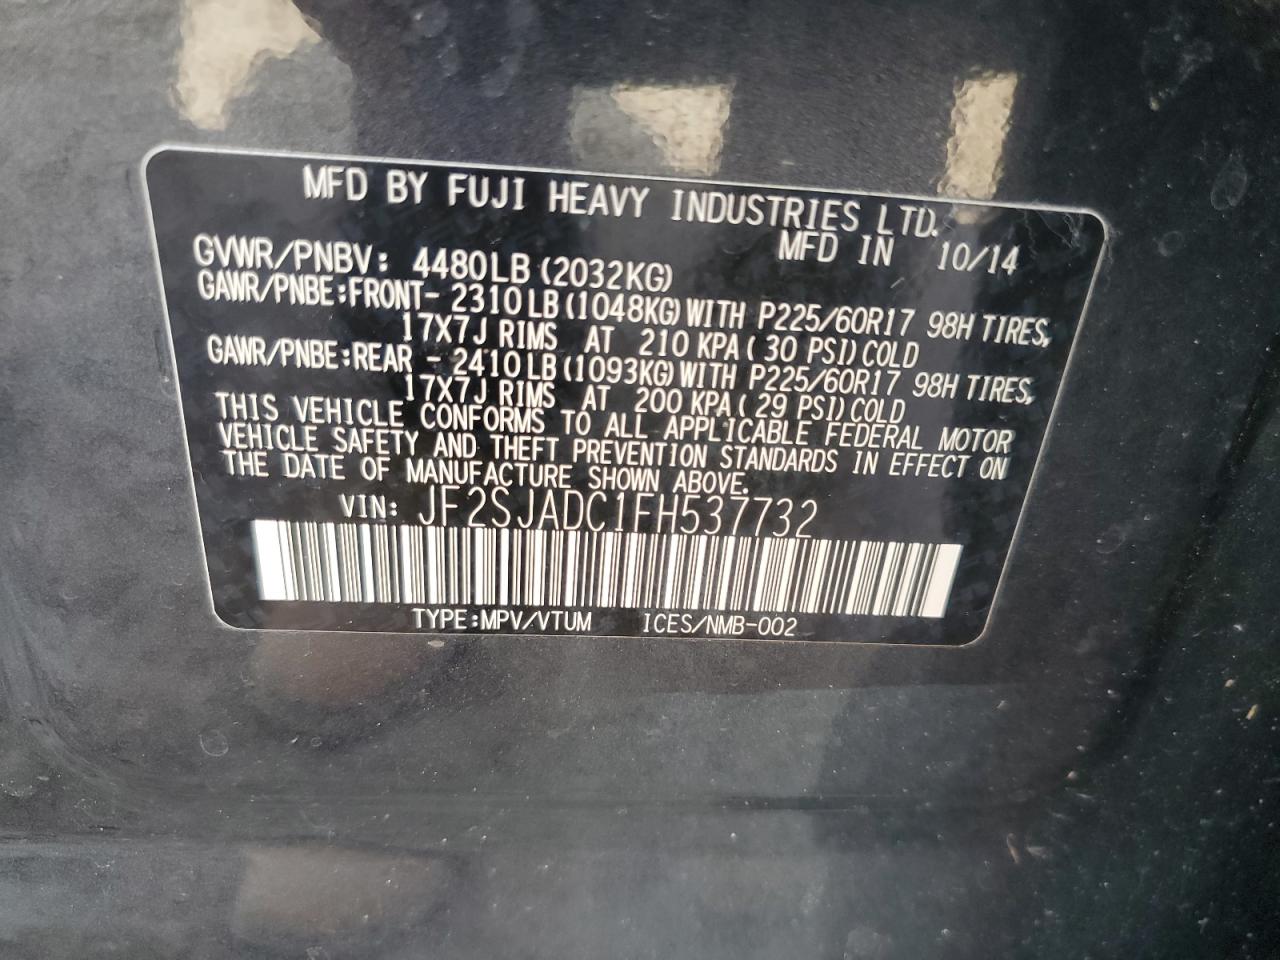 MFD BY FUJI HEAVY INDUSTRIES LTD.
MFD IN 10/14
GVWR/PNBV: 4480LB (2032KG)
GAWR/PNBE:FRONT- 2310 LB (1048KG) WITH P225/60R17 98H TIRES,
17X7J RIMS AT 210 KPA ( 30 PSI) COLD
GAWR/PNBE:REAR - 2410 LB (1093KG) WITH P225/60R17 98H TIRES,
17X7J RIMS AT 200 KPA ( 29 PSI) COLD
THIS VEHICLE CONFORMS TO ALL APPLICABLE FEDERAL MOTOR
VEHICLE SAFETY AND THEFT PREVENTION STANDARDS IN EFFECT ON
THE DATE OF MANUFACTURE SHOWN ABOVE.
VIN: JF2SJADC1FH537732
TYPE:MPV/VTUM ICES/NMB-002